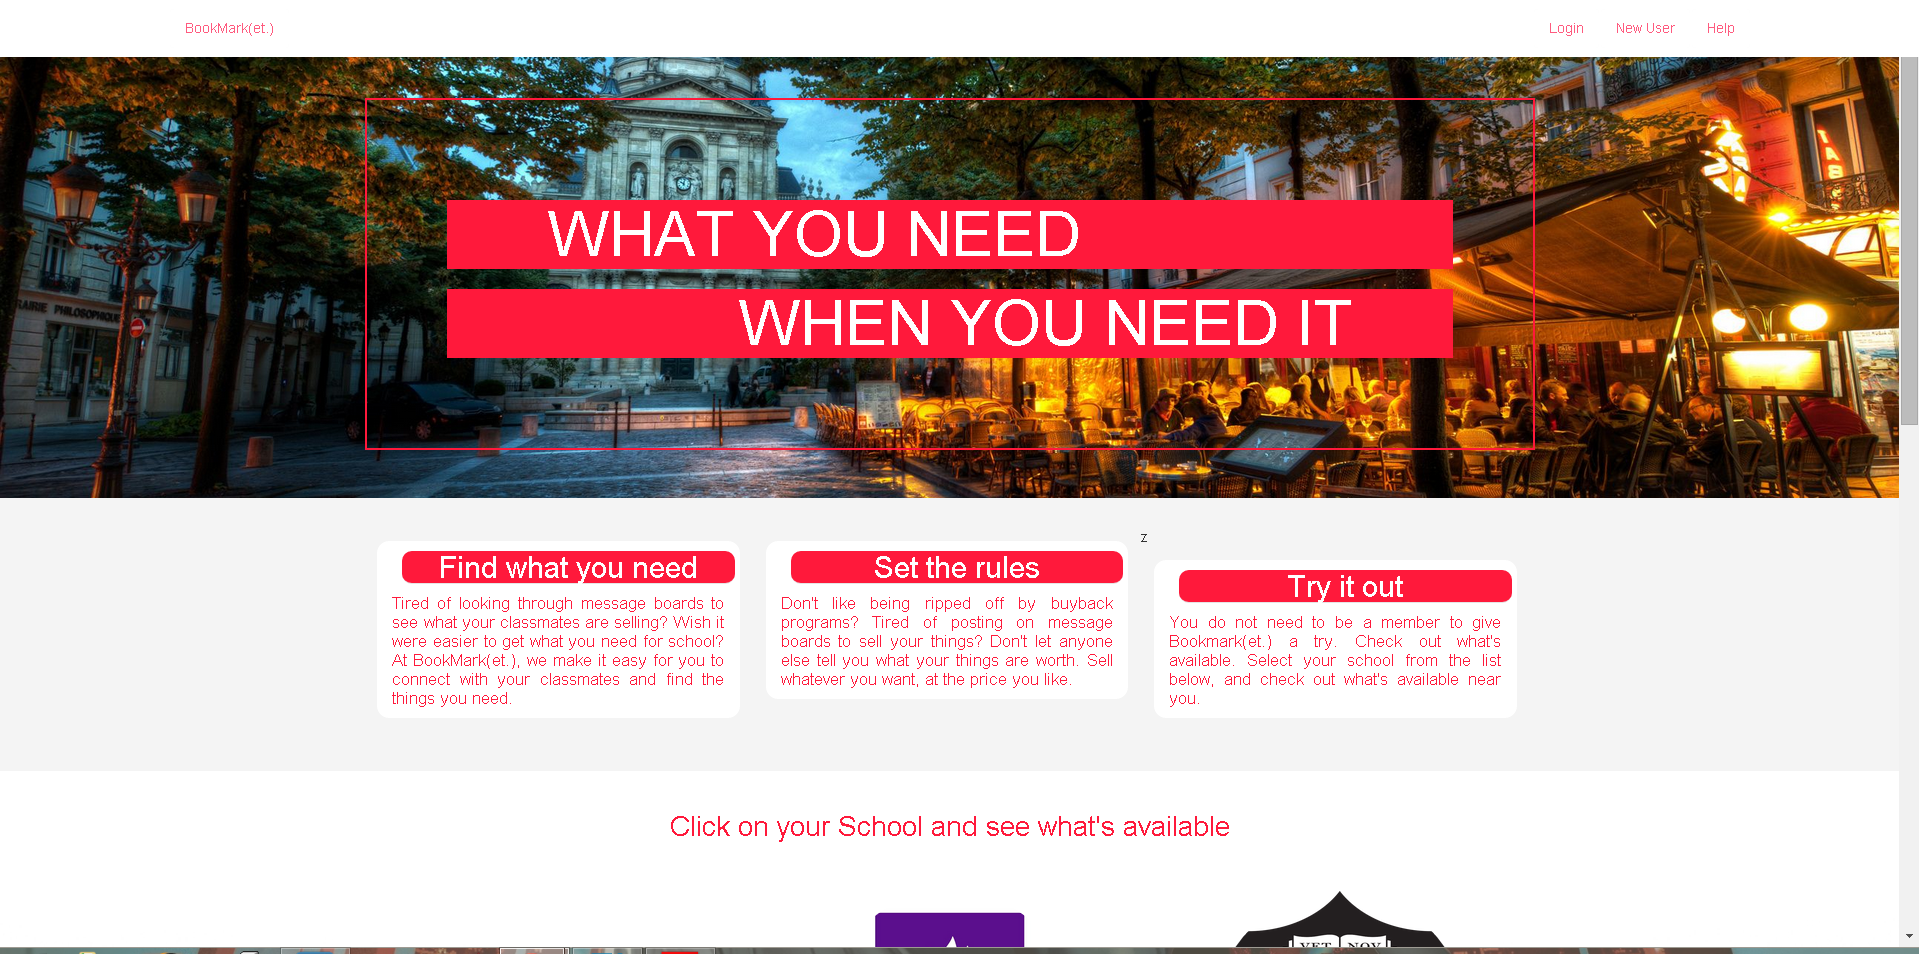 BookMark(et.)
Login New User Help
WHAT YOU NEED
WHEN YOU NEED IT
PHILOSOPHIQUE
Find what you need
Tired of looking through message boards to
see what your classmates are selling? Wish it
were easier to get what you need for school?
At BookMark(et.), we make it easy for you to
connect with your classmates and find the
things you need.
Set the rules
Don't like being ripped off by buyback
programs? Tired of posting on message
boards to sell your things? Don't let anyone
else tell you what your things are worth. Sell
whatever you want, at the price you like.
z
Try it out
You do not need to be a member to give
Bookmark(et.) a try. Check out what's
available. Select your school from the list
below, and check out what's available near
you.
Click on your School and see what's available
VET NOV